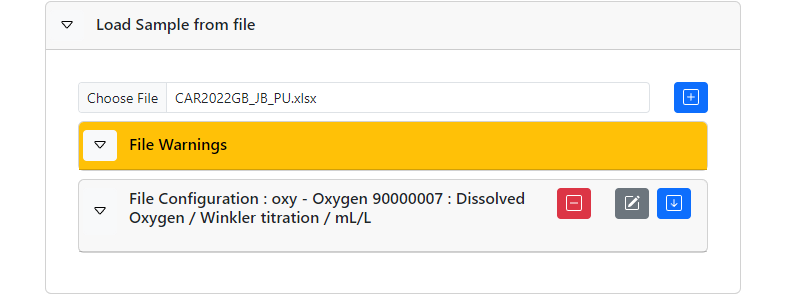 Load Sample from file
Choose File CAR2022GB_JB_PU.xlsx
File Warnings
File Configuration : oxy - Oxygen 90000007 : Dissolved
Oxygen / Winkler titration / mL/L